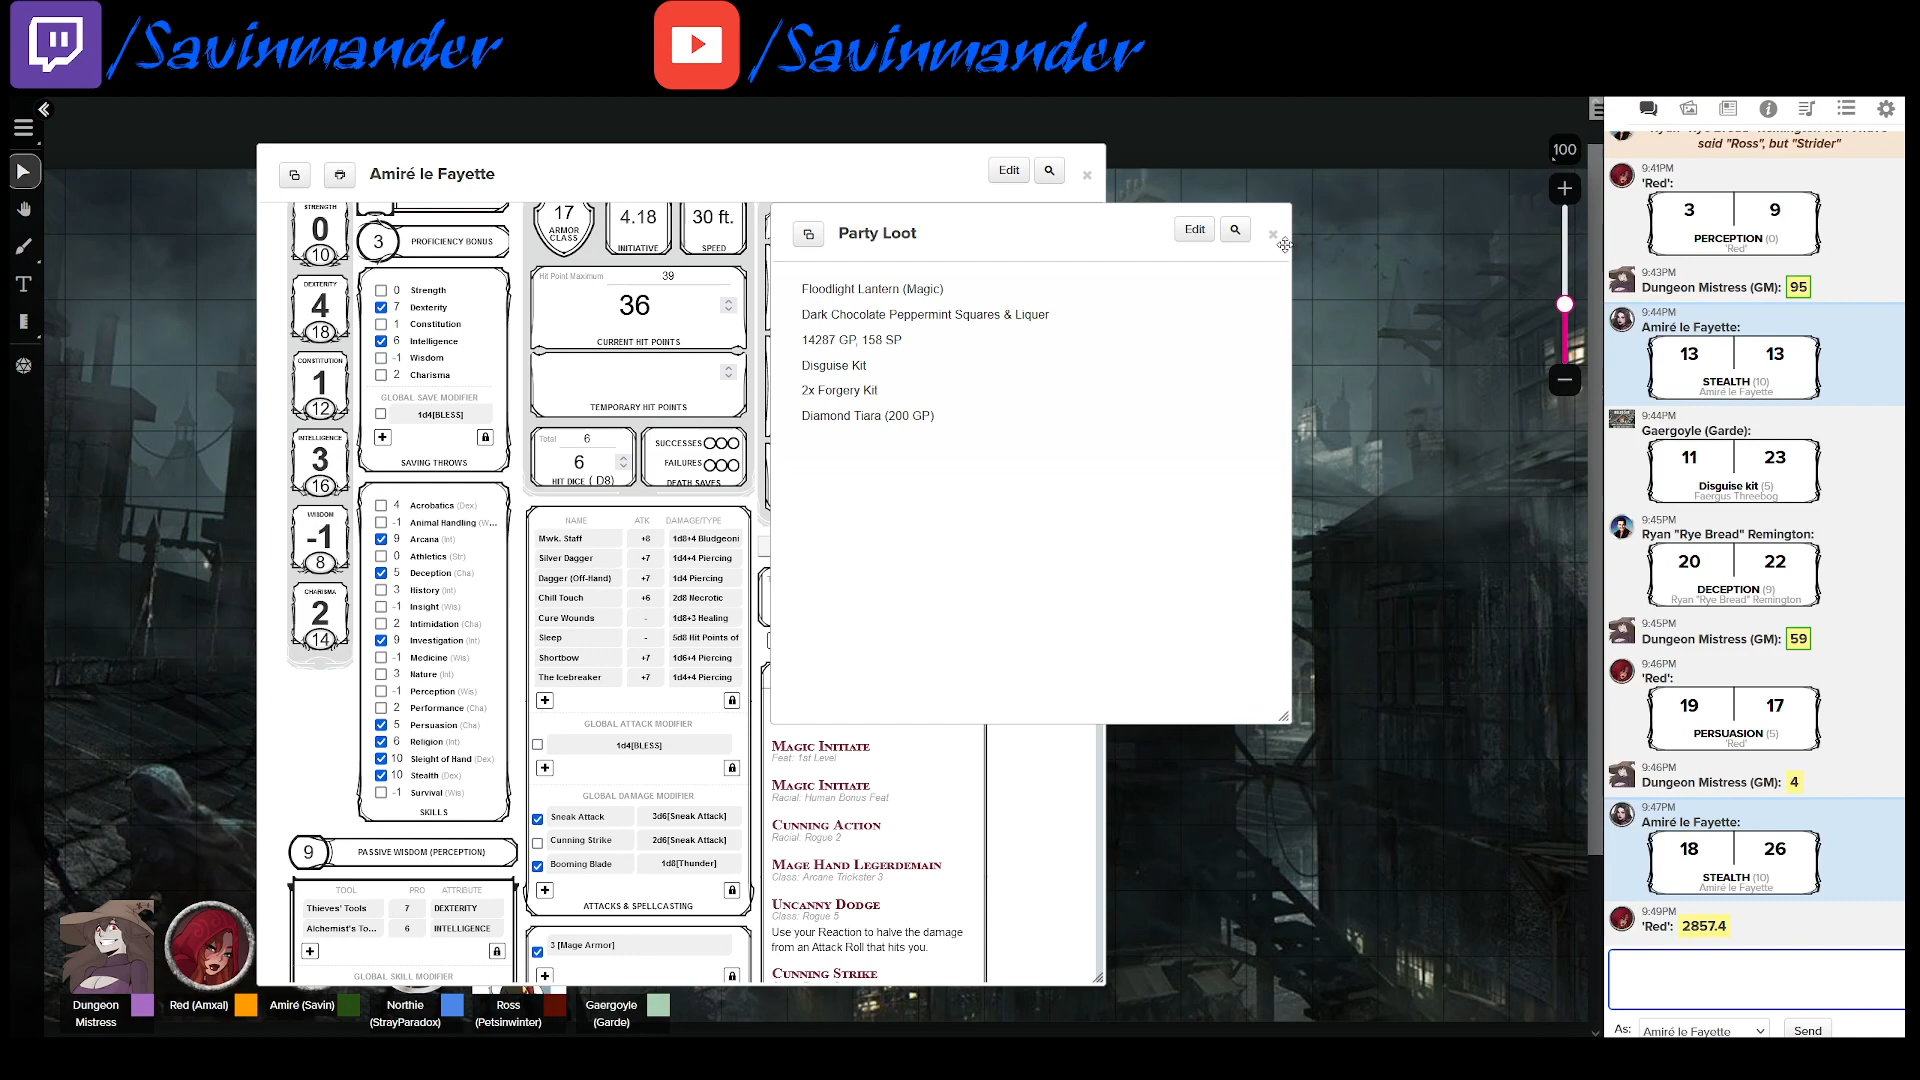 /Savinmander
/Savinmander
Amiré le Fayette
Edit
STRENGTH
0
10
DEXTERITY
4
18
CONSTITUTION
1
12
INTELLIGENCE
3
16
WISDOM
-1
8
CHARISMA
2
14
3 PROFICIENCY BONUS
0 Strength
7 Dexterity
1 Constitution
6 Intelligence
-1 Wisdom
2 Charisma
GLOBAL SAVE MODIFIER
1d4[BLESS]
SAVING THROWS
4 Acrobatics (Dex)
-1 Animal Handling (W...
9 Arcana (Int)
0 Athletics (Str)
5 Deception (Cha)
3 History (Int)
-1 Insight (Wis)
2 Intimidation (Cha)
9 Investigation (Int)
-1 Medicine (Wis)
3 Nature (Int)
-1 Perception (Wis)
2 Performance (Cha)
5 Persuasion (Cha)
6 Religion (Int)
10 Sleight of Hand (Dex)
10 Stealth (Dex)
-1 Survival (Wis)
SKILLS
9 PASSIVE WISDOM (PERCEPTION)
TOOL PRO ATTRIBUTE
Thieves' Tools 7 DEXTERITY
Alchemist's To... 6 INTELLIGENCE
GLOBAL SKILL MODIFIER
17
ARMOR
CLASS
4.18
INITIATIVE
30 ft.
SPEED
Hit Point Maximum 39
36
CURRENT HIT POINTS
TEMPORARY HIT POINTS
Total 6
6
HIT DICE ( D8)
SUCCESSES
FAILURES
DEATH SAVES
NAME ATK DAMAGE/TYPE
Mwk. Staff +8 1d8+4 Bludgeoni
Silver Dagger +7 1d4+4 Piercing
Dagger (Off-Hand) +7 1d4 Piercing
Chill Touch +6 2d8 Necrotic
Cure Wounds - 1d8+3 Healing
Sleep - 5d8 Hit Points of
Shortbow +7 1d6+4 Piercing
The Icebreaker +7 1d4+4 Piercing
GLOBAL ATTACK MODIFIER
1d4[BLESS]
GLOBAL DAMAGE MODIFIER
Sneak Attack 3d6[Sneak Attack]
Cunning Strike 2d6[Sneak Attack]
Booming Blade 1d8[Thunder]
ATTACKS & SPELLCASTING
3 [Mage Armor]
Party Loot
Edit
Floodlight Lantern (Magic)
Dark Chocolate Peppermint Squares & Liquer
14287 GP, 158 SP
Disguise Kit
2x Forgery Kit
Diamond Tiara (200 GP)
MAGIC INITIATE
Feat: 1st Level
MAGIC INITIATE
Racial: Human Bonus Feat
CUNNING ACTION
Racial: Rogue 2
MAGE HAND LEGERDEMAIN
Class: Arcane Trickster 3
UNCANNY DODGE
Class: Rogue 5
Use your Reaction to halve the damage
from an Attack Roll that hits you.
CUNNING STRIKE
100
said "Ross", but "Strider"
9:41PM
'Red':
3 9
PERCEPTION (0)
'Red'
9:43PM
Dungeon Mistress (GM): 95
9:44PM
Amiré le Fayette:
13 13
STEALTH (10)
Amiré le Fayette
9:44PM
Gaergoyle (Garde):
11 23
Disguise kit (5)
Faergus Threebog
9:45PM
Ryan "Rye Bread" Remington:
20 22
DECEPTION (9)
Ryan "Rye Bread" Remington
9:45PM
Dungeon Mistress (GM): 59
9:46PM
'Red':
19 17
PERSUASION (5)
'Red'
9:46PM
Dungeon Mistress (GM): 4
9:47PM
Amiré le Fayette:
18 26
STEALTH (10)
Amiré le Fayette
9:49PM
'Red': 2857.4
As: Amiré le Fayette Send
Dungeon
Mistress
Red (Amxal)
Amiré (Savin)
Northie
(StrayParadox)
Ross
(Petsinwinter)
Gaergoyle
(Garde)